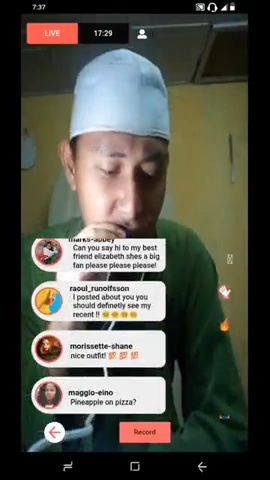 7:37
LIVE
17:29
marks-abbey
Can you say hi to my best
friend elizabeth shes a big
fan please please please!
raoul_runolfsson
I posted about you you
should definetly see my
recent !! 😊😊😊😊
morissette-shane
nice outfit! 💯 💯 💯
maggio-eino
Pineapple on pizza?
Record